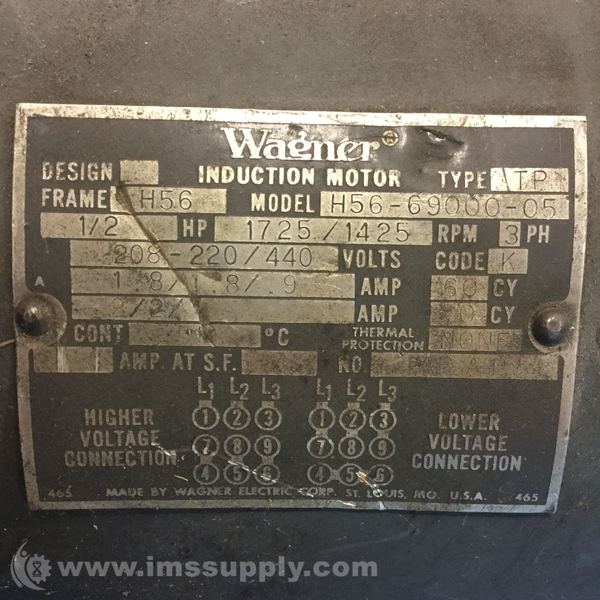 Wagner®
DESIGN INDUCTION MOTOR TYPE TP
FRAME H56 MODEL H56-69000-05
1/2 HP 1725/1425 RPM 3 PH
208-220/440 VOLTS CODE K
A 1.8/1.8/.9 AMP 60 CY
AMP CY
CONT °C THERMAL PROTECTION NONE
AMP. AT S.F. NO.
L1 L2 L3 L1 L2 L3
HIGHER VOLTAGE CONNECTION
1 2 3
7 8 9
4 5 6
1 2 3
7 8 9
4 5 6
LOWER VOLTAGE CONNECTION
465 MADE BY WAGNER ELECTRIC CORP. ST. LOUIS, MO. U.S.A. 465
www.imssupply.com